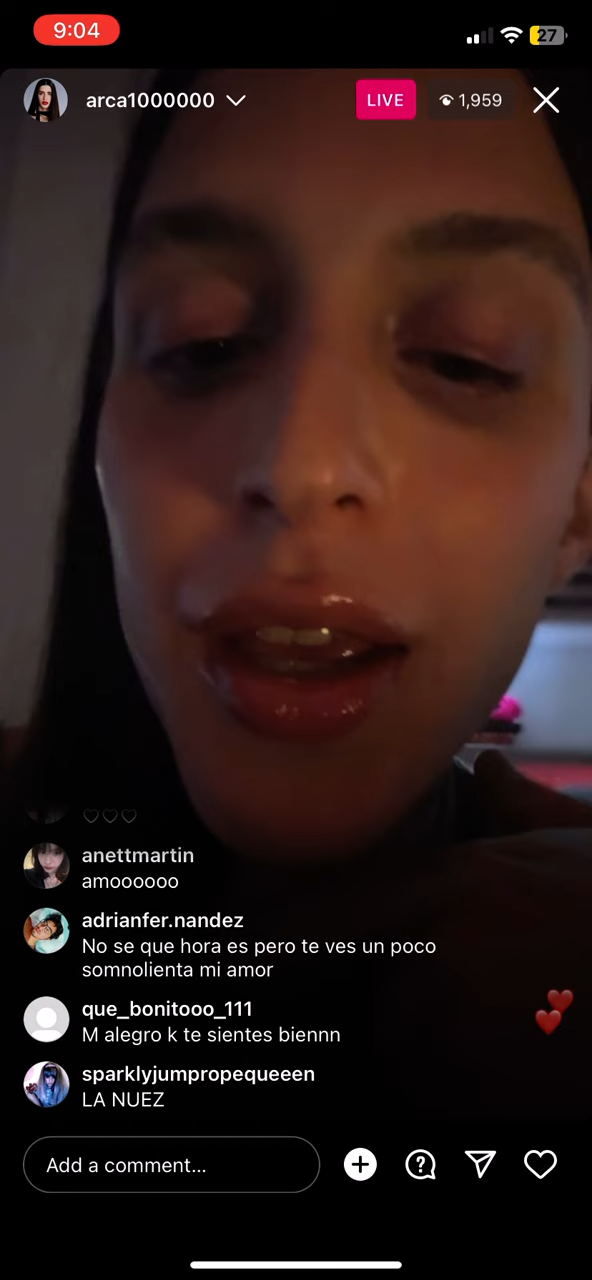 9:04
27
arca1000000
LIVE
1,959
anettmartin
amoooooo
adrianfer.nandez
No se que hora es pero te ves un poco
somnolienta mi amor
que_bonitooo_111
M alegro k te sientes biennn
sparklyjumpropequeeen
LA NUEZ
Add a comment...